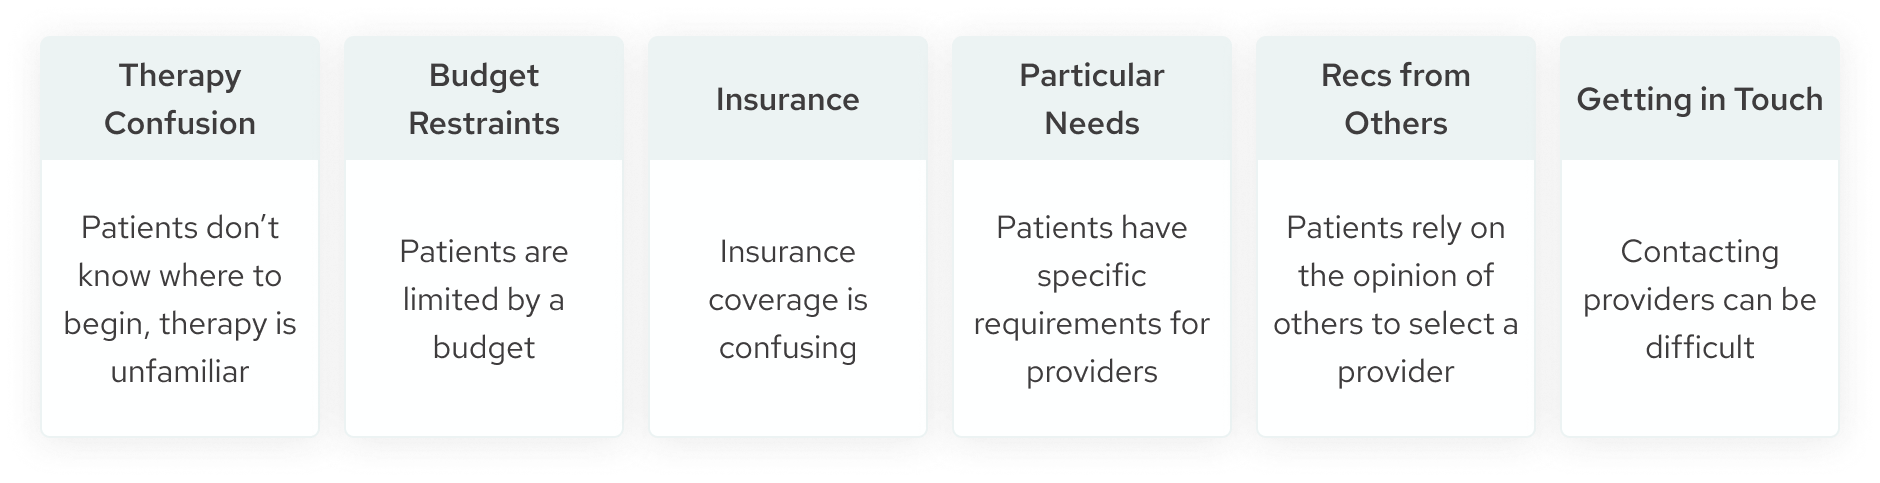 Therapy
Confusion
Patients don’t
know where to
begin, therapy is
unfamiliar
Budget
Restraints
Patients are
limited by a
budget
Insurance
Insurance
coverage is
confusing
Particular
Needs
Patients have
specific
requirements for
providers
Recs from
Others
Patients rely on
the opinion of
others to select a
provider
Getting in Touch
Contacting
providers can be
difficult